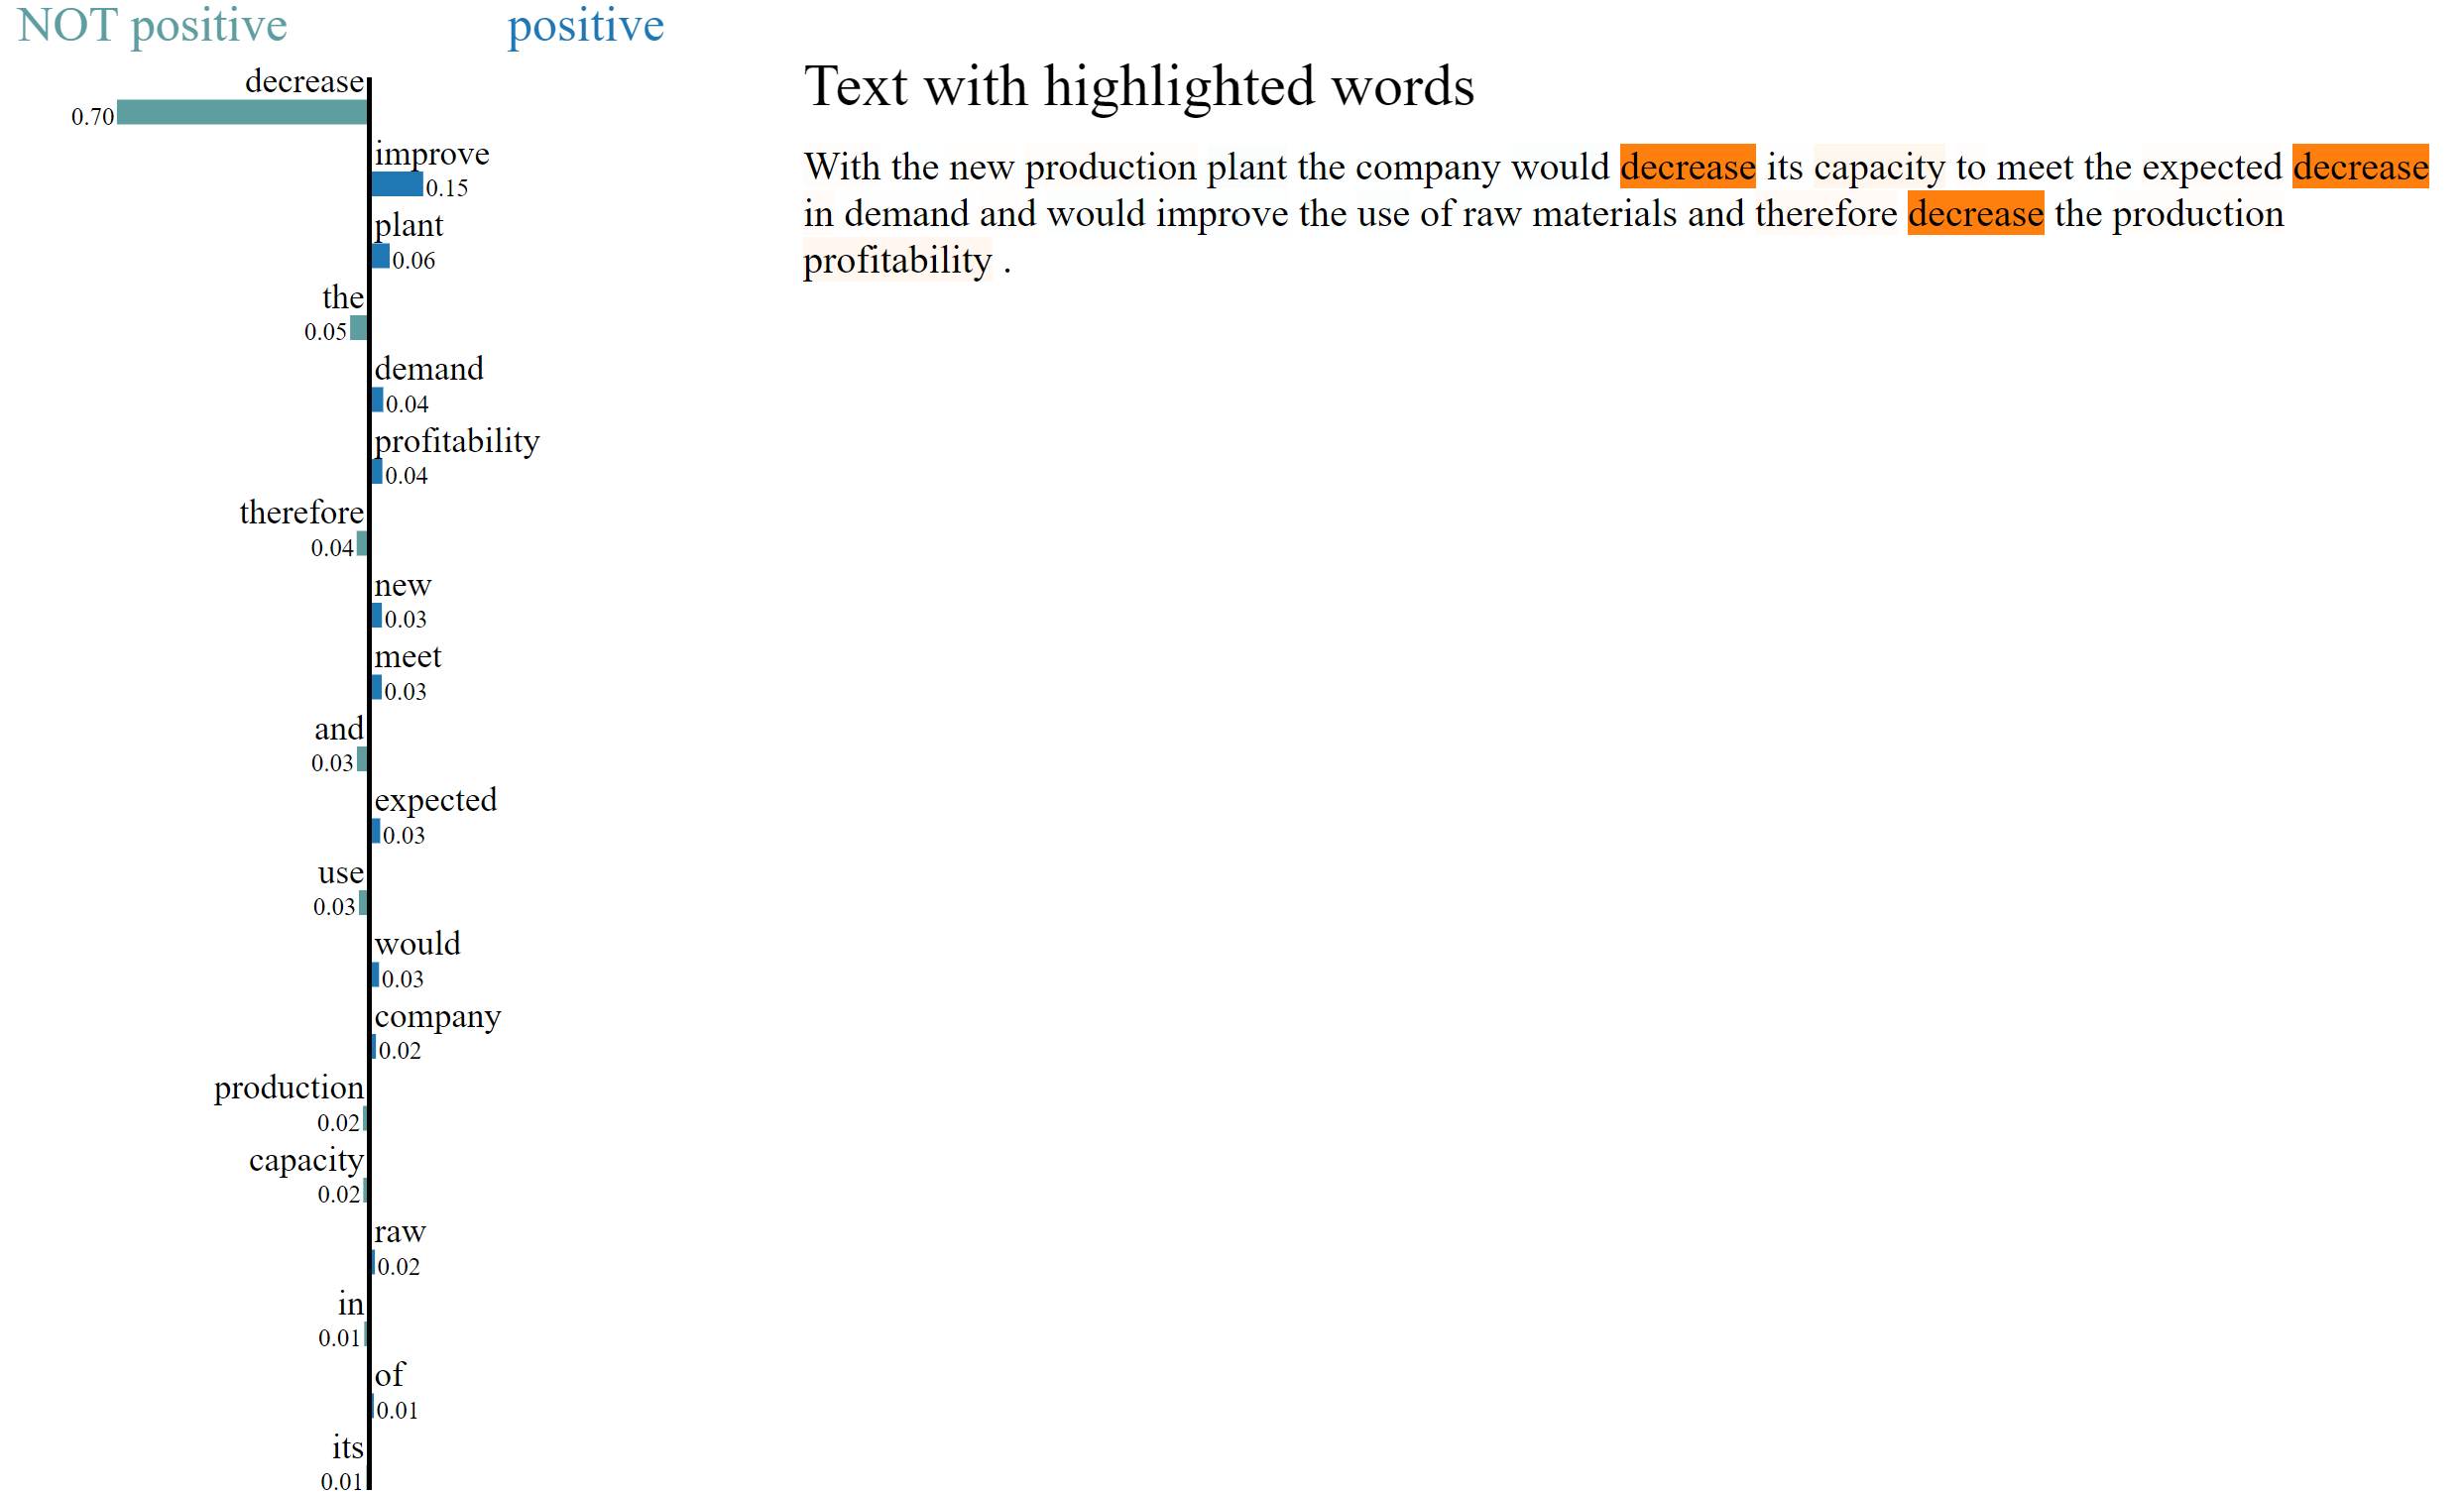 NOT positive
positive
decrease
0.70
improve
0.15
plant
0.06
the
0.05
demand
0.04
profitability
0.04
therefore
0.04
new
0.03
meet
0.03
and
0.03
expected
0.03
use
0.03
would
0.03
company
0.02
production
0.02
capacity
0.02
raw
0.02
in
0.01
of
0.01
its
0.01
Text with highlighted words
With the new production plant the company would decrease its capacity to meet the expected decrease
in demand and would improve the use of raw materials and therefore decrease the production
profitability .